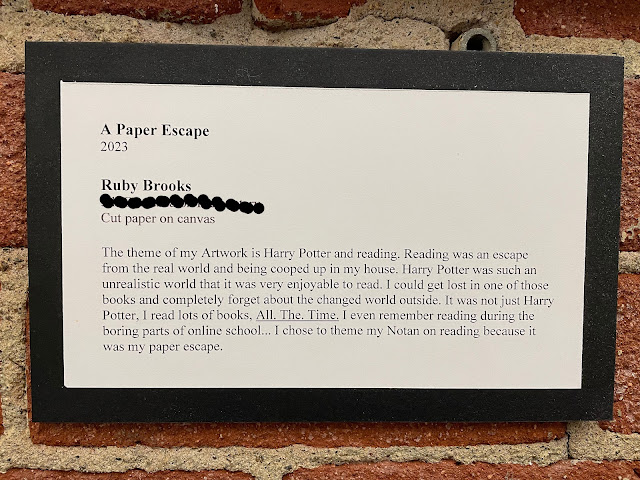 A Paper Escape
2023
Ruby Brooks
Cut paper on canvas
The theme of my Artwork is Harry Potter and reading. Reading was an escape
from the real world and being cooped up in my house. Harry Potter was such an
unrealistic world that it was very enjoyable to read. I could get lost in one of those
books and completely forget about the changed world outside. It was not just Harry
Potter, I read lots of books, All. The. Time. I even remember reading during the
boring parts of online school... I chose to theme my Notan on reading because it
was my paper escape.